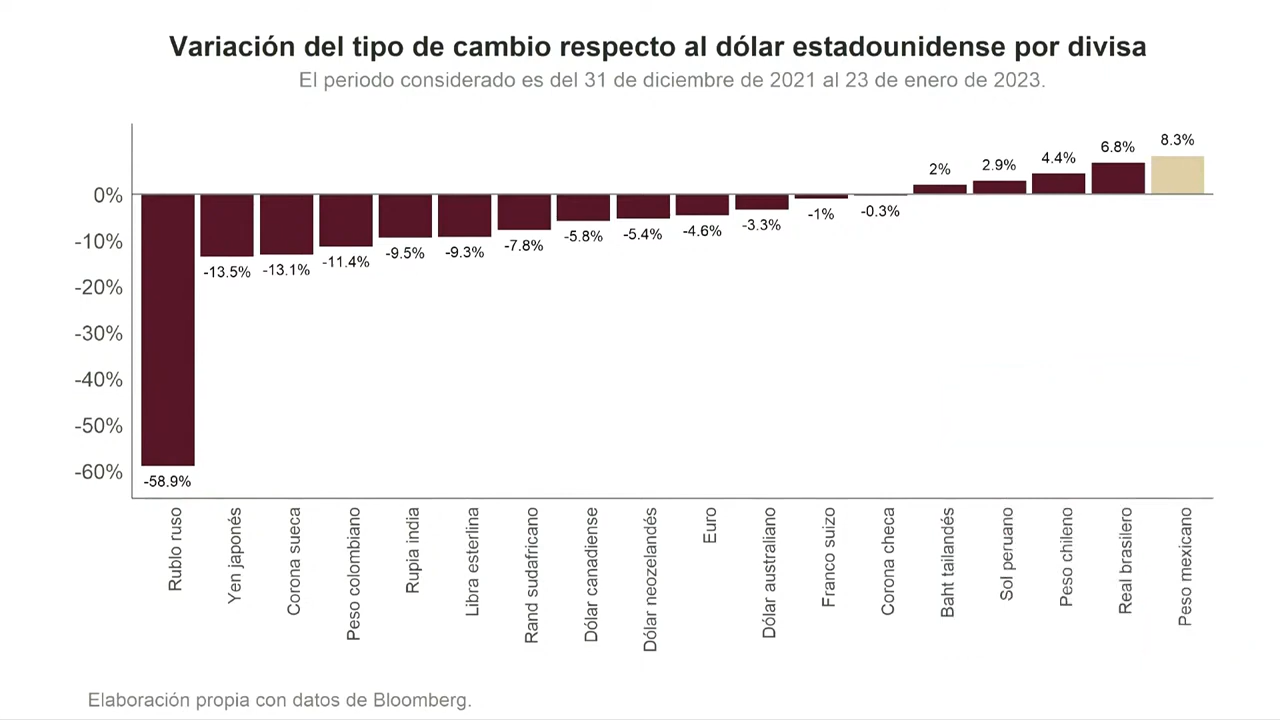 Variación del tipo de cambio respecto al dólar estadounidense por divisa
El periodo considerado es del 31 de diciembre de 2021 al 23 de enero de 2023.
0%
-10%
-20%
-30%
-40%
-50%
-60%
-58.9%
-13.5%
-13.1%
-11.4%
-9.5%
-9.3%
-7.8%
-5.8%
-5.4%
-4.6%
-3.3%
-1%
-0.3%
2%
2.9%
4.4%
6.8%
8.3%
Rublo ruso
Yen japonés
Corona sueca
Peso colombiano
Rupia india
Libra esterlina
Rand sudafricano
Dólar canadiense
Dólar neozelandés
Euro
Dólar australiano
Franco suizo
Corona checa
Baht tailandés
Sol peruano
Peso chileno
Real brasilero
Peso mexicano
Elaboración propia con datos de Bloomberg.